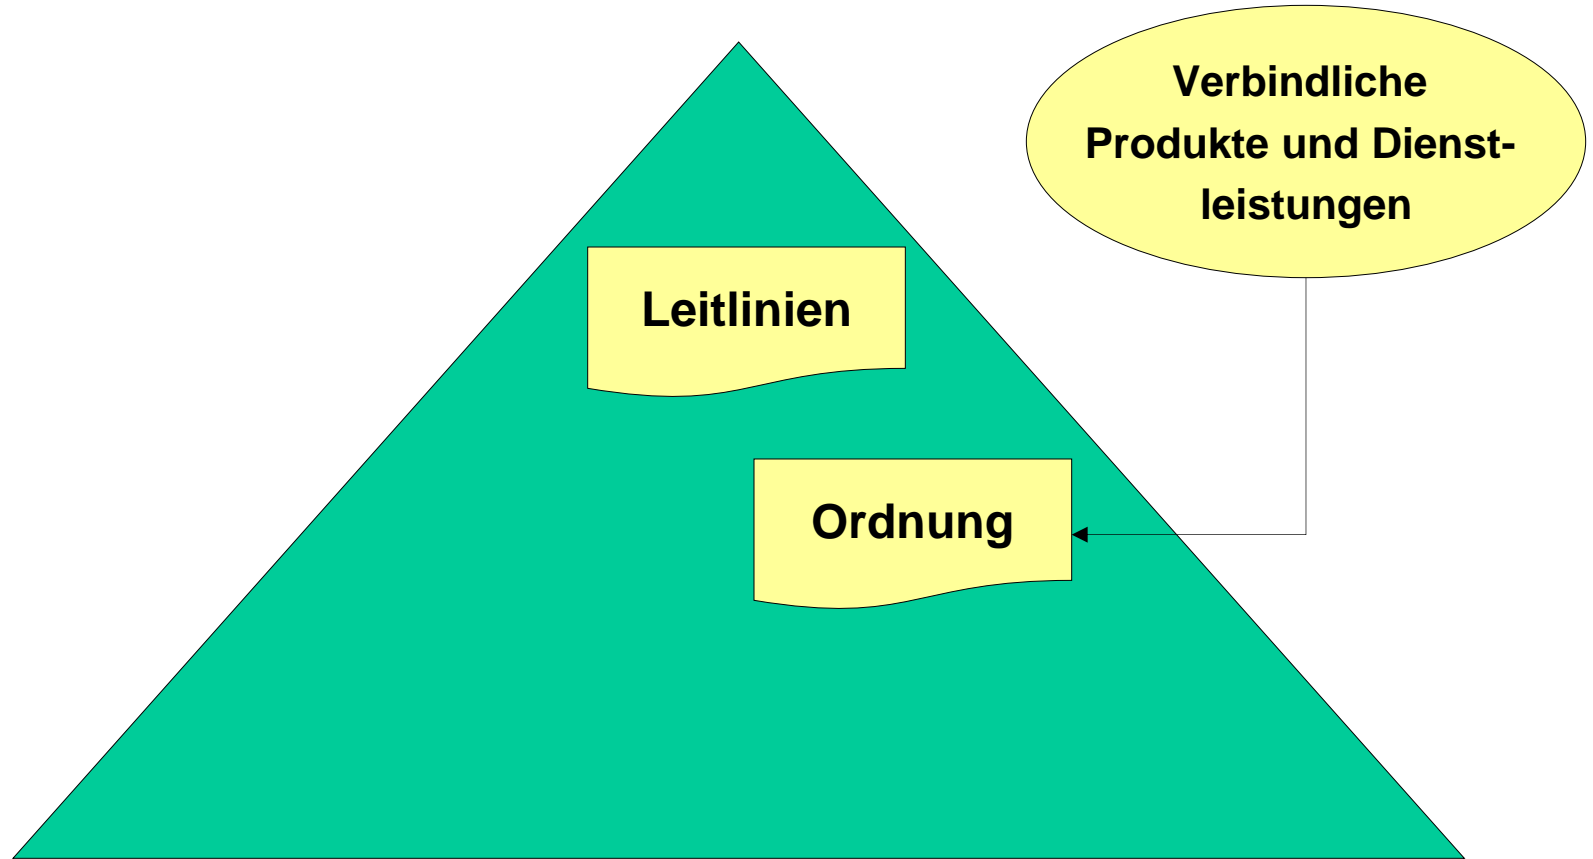 Verbindliche
Produkte und Dienst-
leistungen
Leitlinien
Ordnung